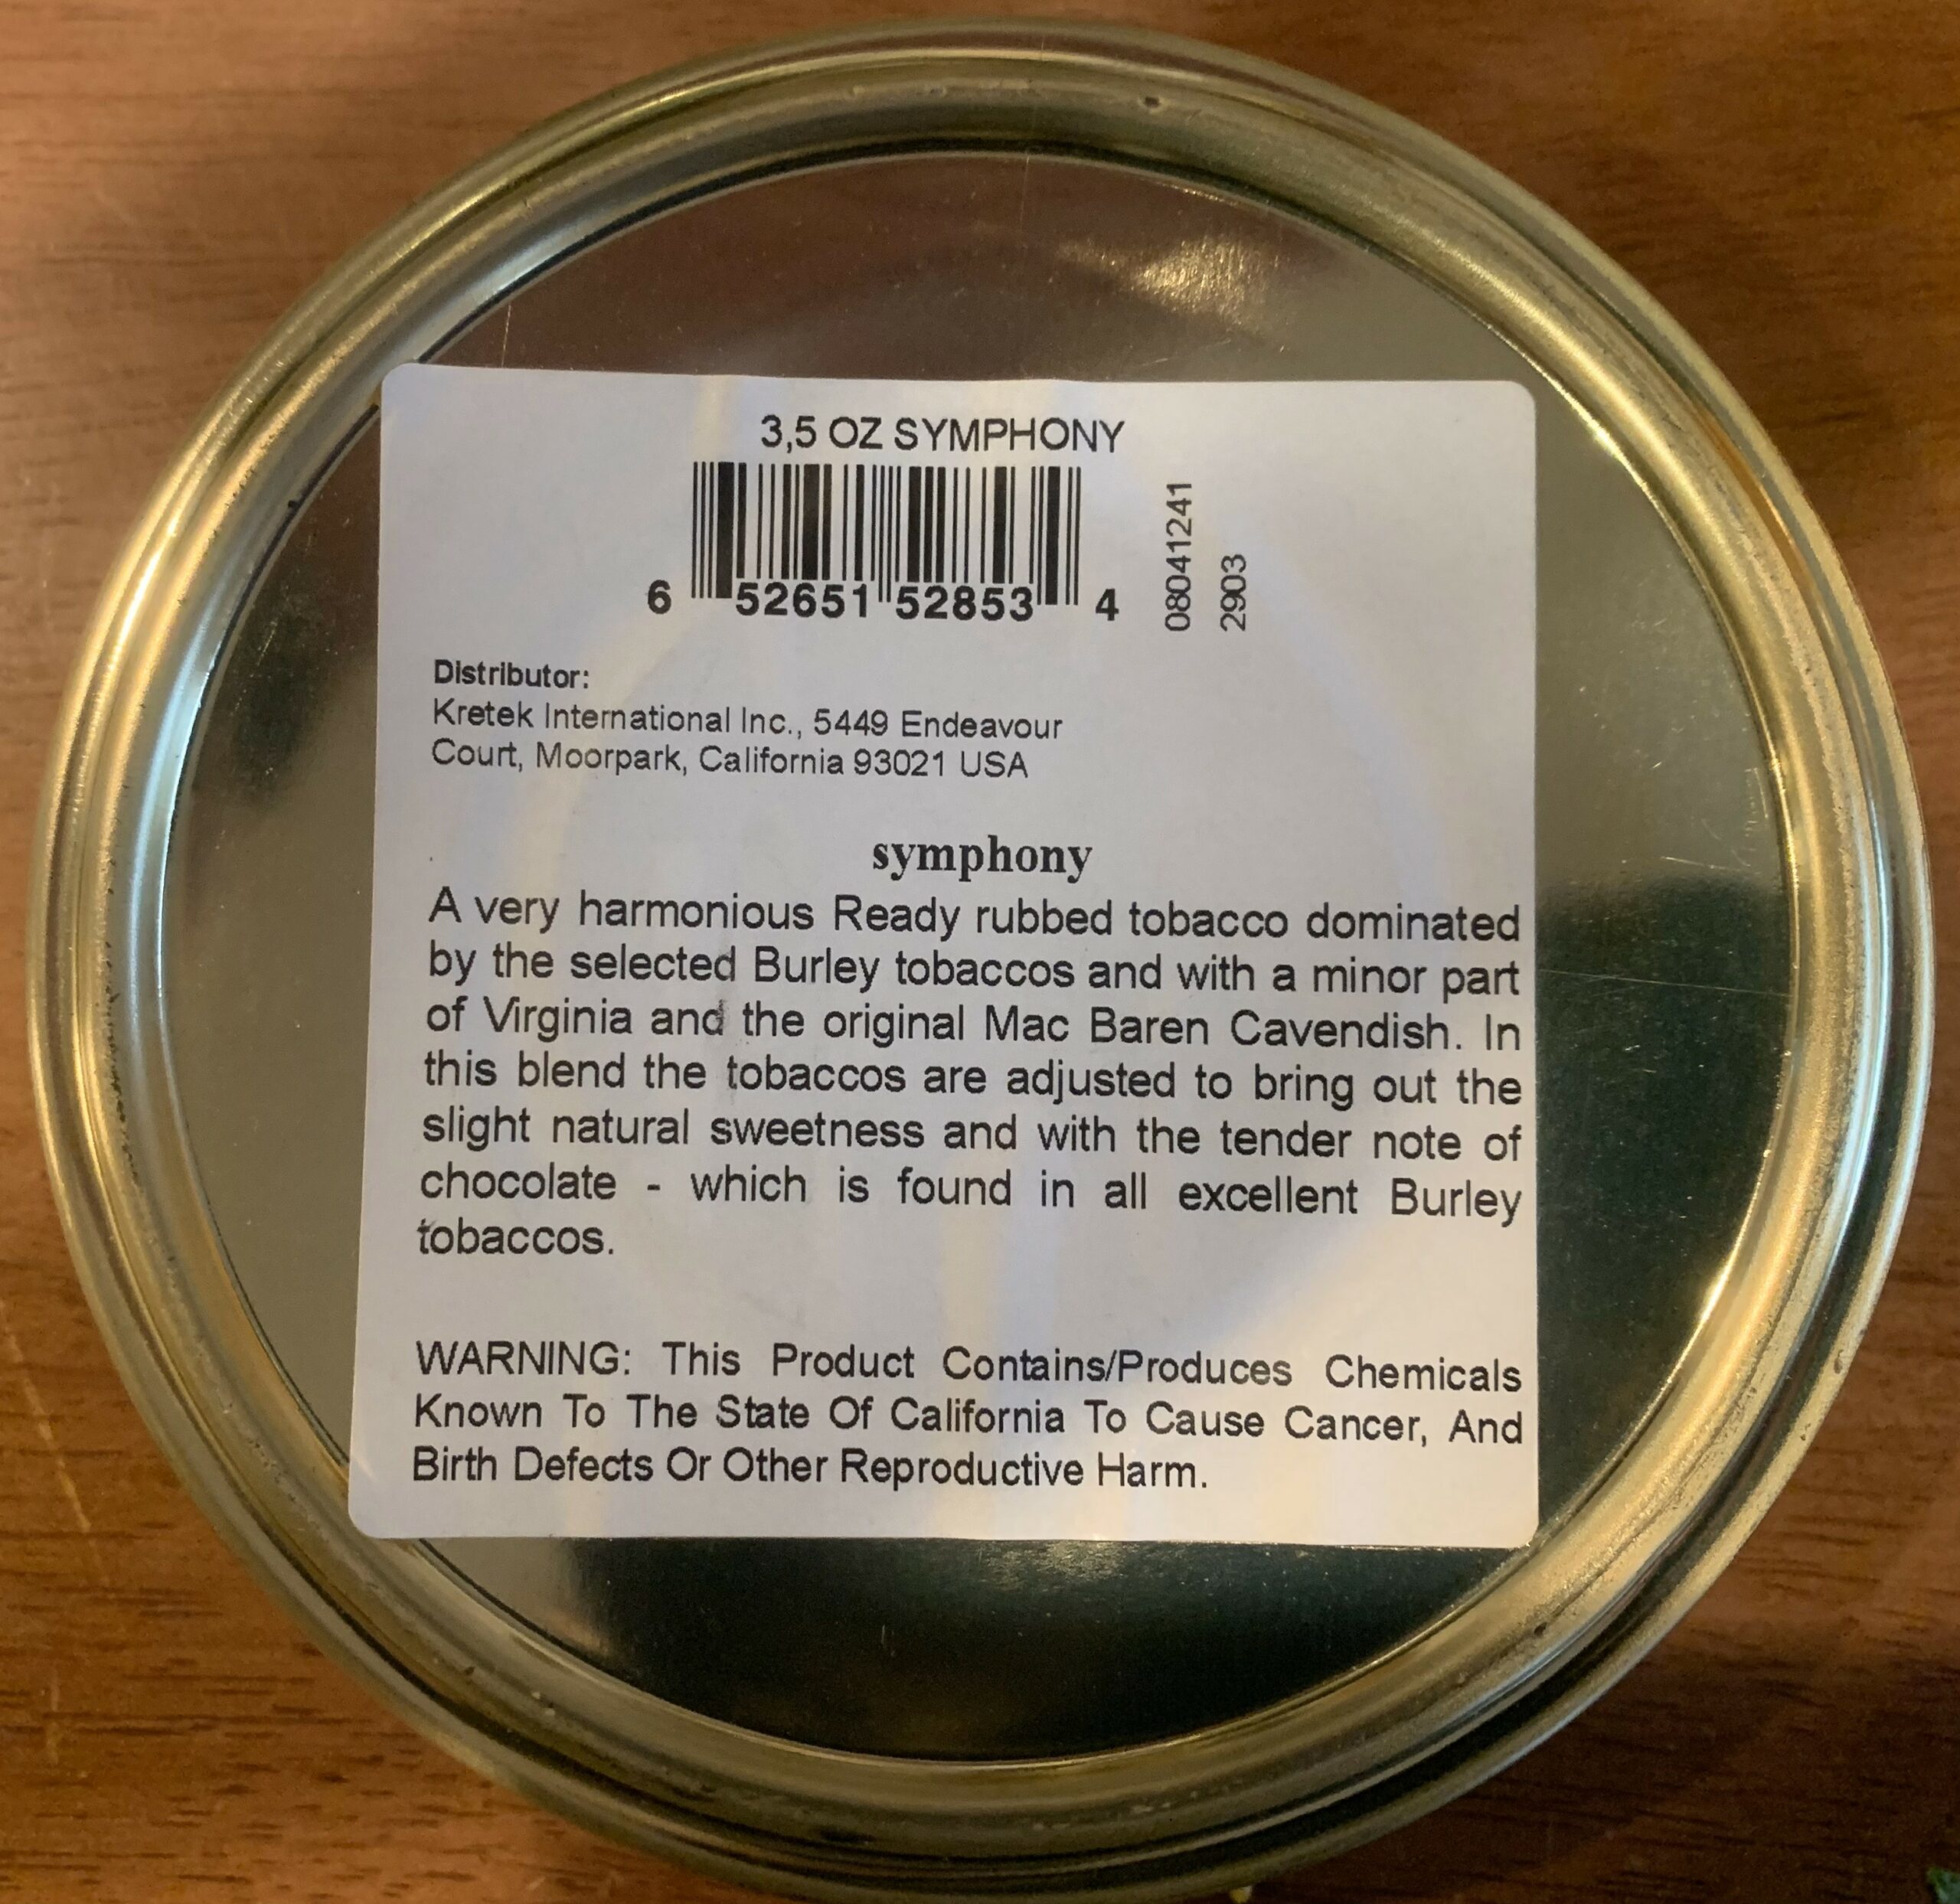 3,5 OZ SYMPHONY
6 52651 52853 4
08041241
2903
Distributor:
Kretek International Inc., 5449 Endeavour
Court, Moorpark, California 93021 USA
symphony
A very harmonious Ready rubbed tobacco dominated
by the selected Burley tobaccos and with a minor part
of Virginia and the original Mac Baren Cavendish. In
this blend the tobaccos are adjusted to bring out the
slight natural sweetness and with the tender note of
chocolate - which is found in all excellent Burley
tobaccos.
WARNING: This Product Contains/Produces Chemicals
Known To The State Of California To Cause Cancer, And
Birth Defects Or Other Reproductive Harm.